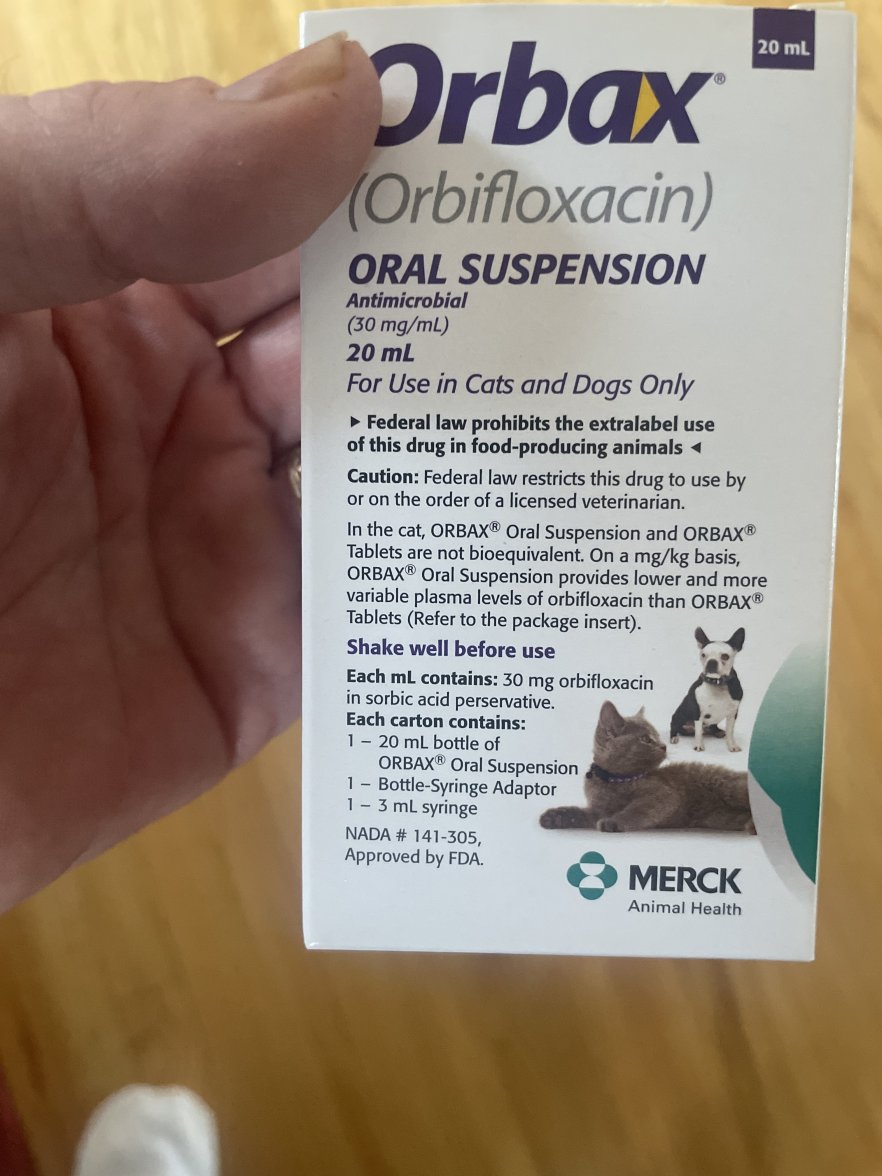 20 mL
Orbax®
(Orbifloxacin)
ORAL SUSPENSION
Antimicrobial
(30 mg/mL)
20 mL
For Use in Cats and Dogs Only
▶ Federal law prohibits the extralabel use
of this drug in food-producing animals ◀
Caution: Federal law restricts this drug to use by
or on the order of a licensed veterinarian.
In the cat, ORBAX® Oral Suspension and ORBAX®
Tablets are not bioequivalent. On a mg/kg basis,
ORBAX® Oral Suspension provides lower and more
variable plasma levels of orbifloxacin than ORBAX®
Tablets (Refer to the package insert).
Shake well before use
Each mL contains: 30 mg orbifloxacin
in sorbic acid perservative.
Each carton contains:
1 – 20 mL bottle of
ORBAX® Oral Suspension
1 – Bottle-Syringe Adaptor
1 – 3 mL syringe
NADA # 141-305,
Approved by FDA.
MERCK
Animal Health